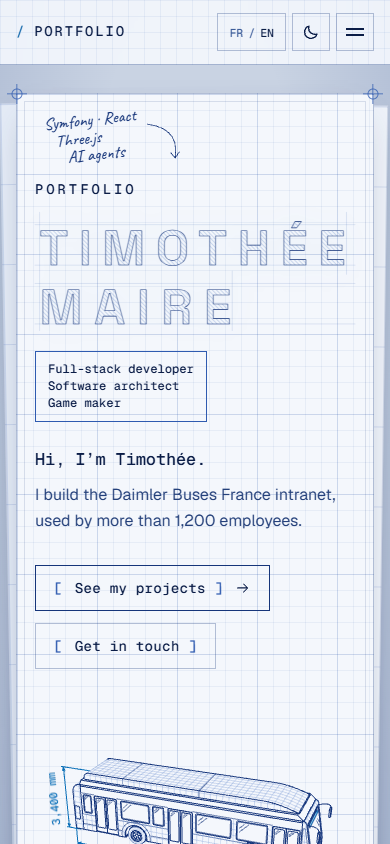 / PORTFOLIO
FR / EN
Symfony · React
Three.js
AI agents
PORTFOLIO
TIMOTHÉE
MAIRE
Full-stack developer
Software architect
Game maker
Hi, I’m Timothée.
I build the Daimler Buses France intranet,
used by more than 1,200 employees.
[ See my projects ] →
[ Get in touch ]
3,400 mm